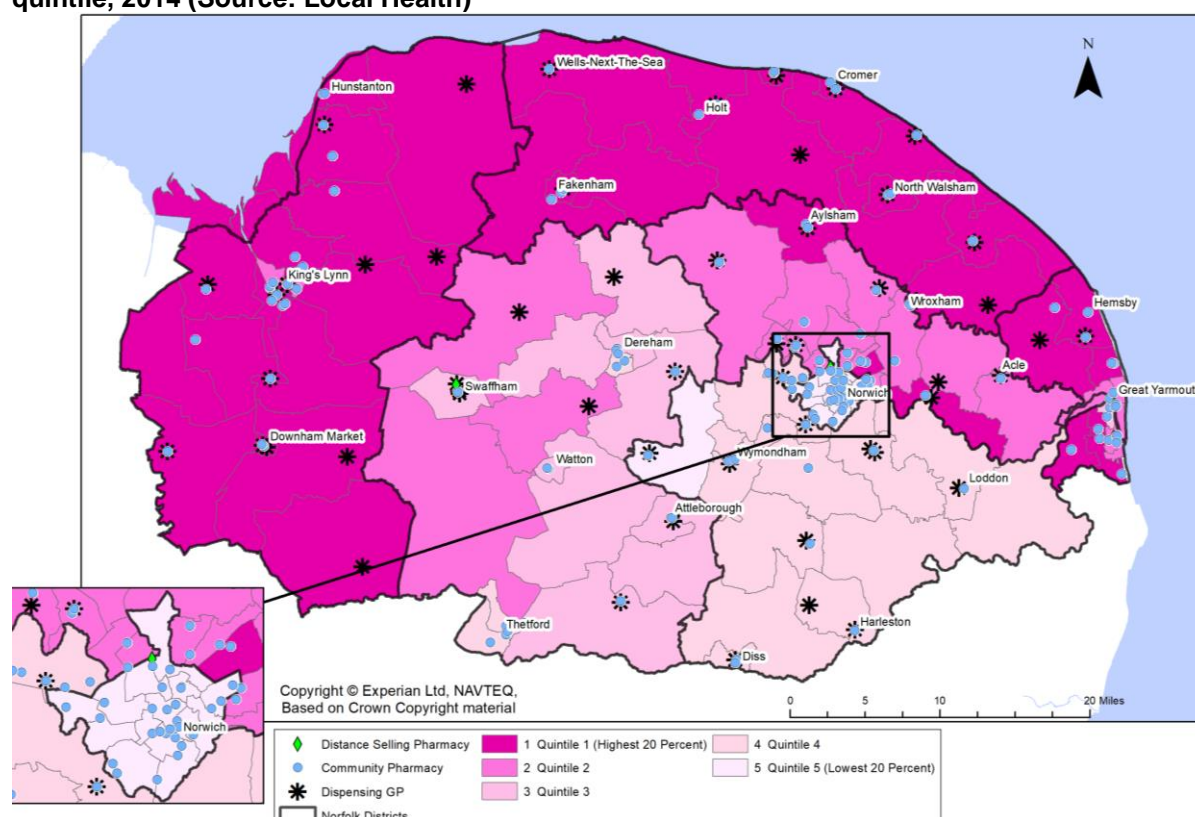 quintile, 2014 (Source: Local Health)
N
Wells-Next-The-Sea
Cromer
Hunstanton
Holt
Fakenham
North Walsham
Aylsham
King's Lynn
Wroxham
Hemsby
Dereham
Acle
Swaffham
Norwich
Great Yarmout
Downham Market
Watton
Wymondham
Loddon
Attleborough
Thetford
Harleston
Diss
Copyright © Experian Ltd, NAVTEQ,
Based on Crown Copyright material
0 5 10 20 Miles
Norwich
Distance Selling Pharmacy
Community Pharmacy
Dispensing GP
Norfolk Districts
1 Quintile 1 (Highest 20 Percent)
2 Quintile 2
3 Quintile 3
4 Quintile 4
5 Quintile 5 (Lowest 20 Percent)